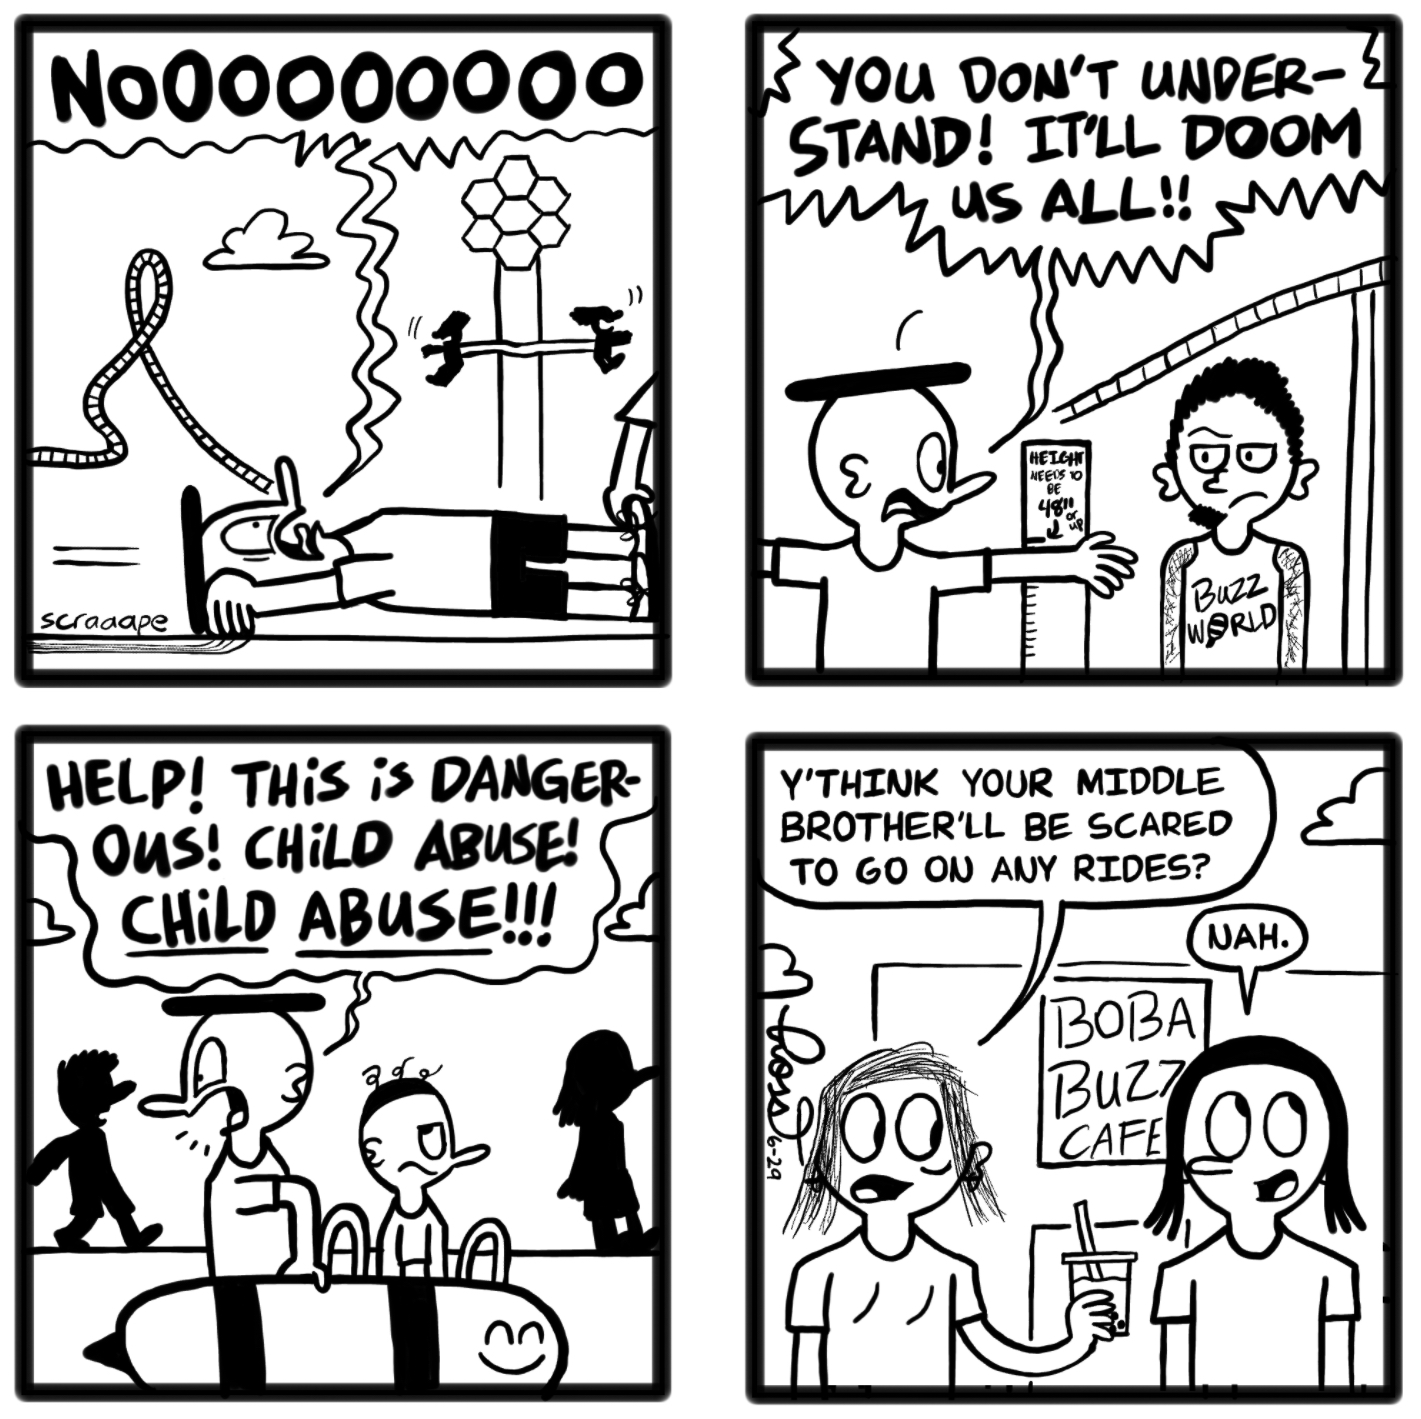 NOOOOOOOOO
scraaape
YOU DON'T UNDER-
STAND! IT'LL DOOM
US ALL!!
HEIGHT
NEEDS TO
BE
48"
or
up
BUZZ
WORLD
HELP! THiS iS DANGER-
OUS! CHiLD ABUSE!
CHiLD ABUSE!!!
Y'THINK YOUR MIDDLE
BROTHER'LL BE SCARED
TO GO ON ANY RIDES?
NAH.
BOBA
BUZZ
CAFE
Ross
6-29